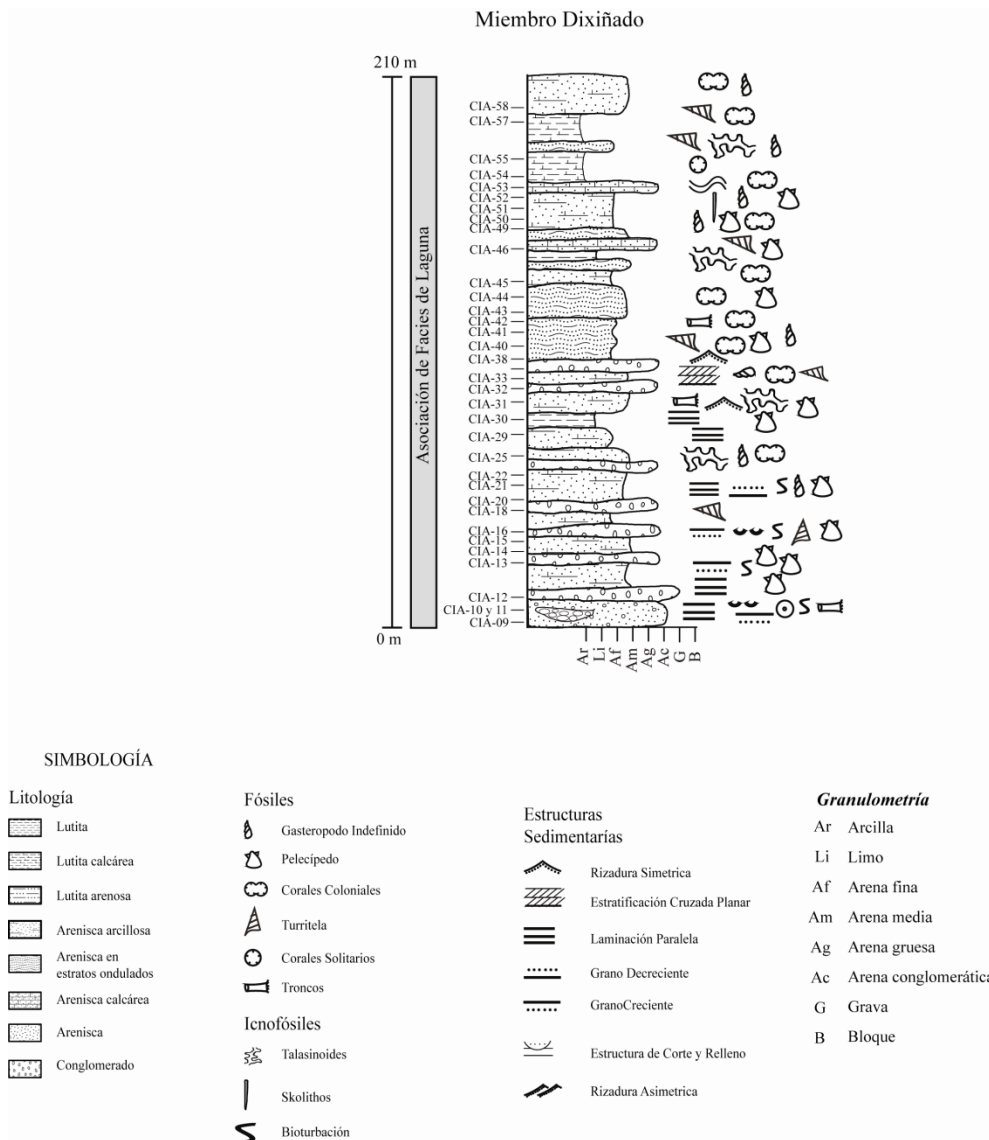 Miembro Dixiñado
210 m
Asociación de Facies de Laguna
0 m
CIA-58
CIA-57
CIA-55
CIA-54
CIA-53
CIA-52
CIA-51
CIA-50
CIA-49
CIA-46
CIA-45
CIA-44
CIA-43
CIA-42
CIA-41
CIA-40
CIA-38
CIA-33
CIA-32
CIA-31
CIA-30
CIA-29
CIA-25
CIA-22
CIA-21
CIA-20
CIA-18
CIA-16
CIA-15
CIA-14
CIA-13
CIA-12
CIA-10 y 11
CIA-09
Ar
Li
Af
Am
Ag
Ac
G
B
SIMBOLOGÍA
Litología
Lutita
Lutita calcárea
Lutita arenosa
Arenisca arcillosa
Arenisca en
estratos ondulados
Arenisca calcárea
Arenisca
Conglomerado
Fósiles
Gasteropodo Indefinido
Pelecípedo
Corales Coloniales
Turritela
Corales Solitarios
Troncos
Icnofósiles
Talasinoides
Skolithos
Bioturbación
Estructuras
Sedimentarías
Rizadura Simetrica
Estratificación Cruzada Planar
Laminación Paralela
Grano Decreciente
GranoCreciente
Estructura de Corte y Relleno
Rizadura Asimetrica
Granulometría
Ar Arcilla
Li Limo
Af Arena fina
Am Arena media
Ag Arena gruesa
Ac Arena conglomerática
G Grava
B Bloque